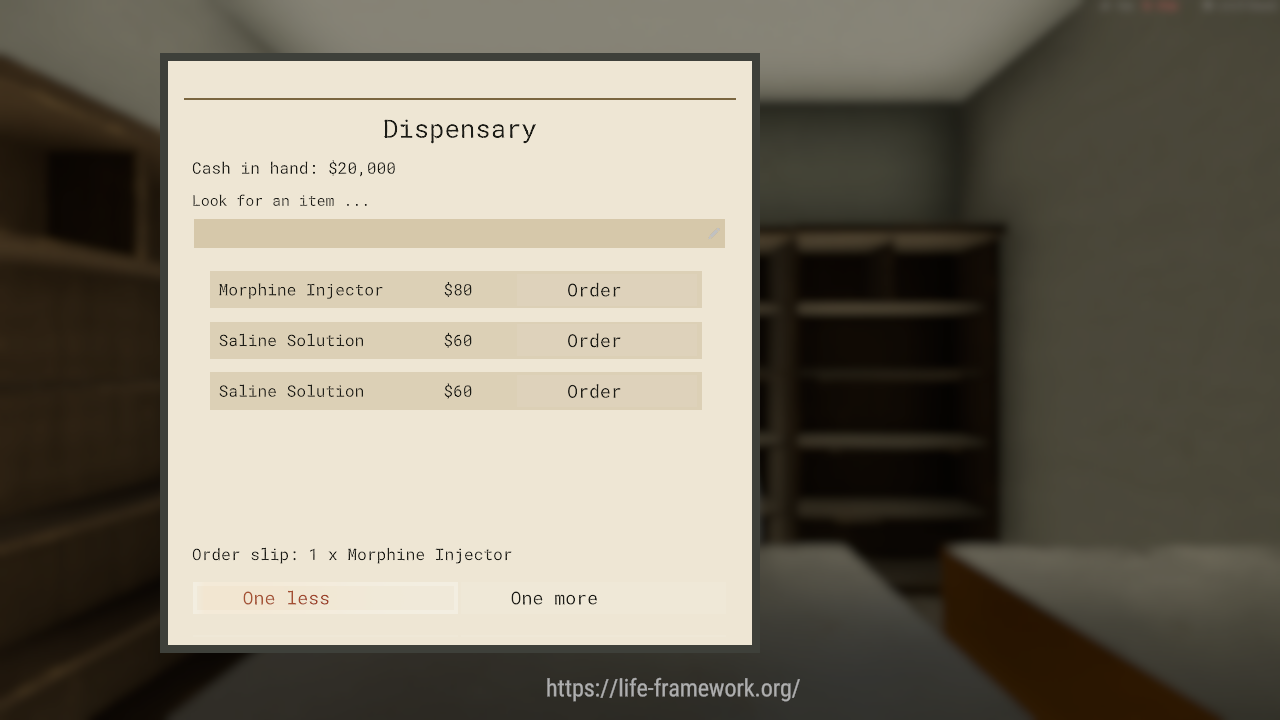 Dispensary
Cash in hand: $20,000
Look for an item ...
Morphine Injector $80 Order
Saline Solution $60 Order
Saline Solution $60 Order
Order slip: 1 x Morphine Injector
One less One more
https://life-framework.org/